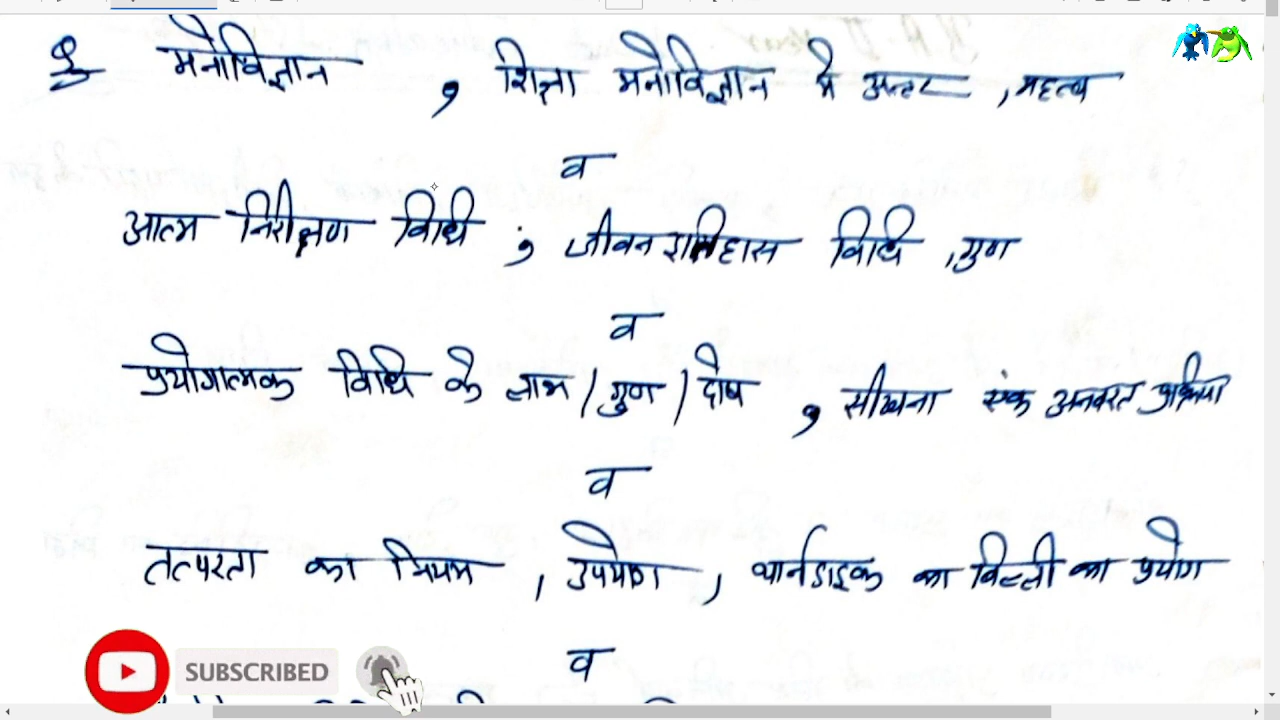 मनोविज्ञान , शिक्षा मनोविज्ञान मे अन्तर , महत्व
व
आत्म निरीक्षण विधि , जीवन इतिहास विधि , गुण
व
प्रयोगात्मक विधि के लाभ / गुण / दोष , सीखना एक अनवरत प्रक्रिया
व
तत्परता का नियम , उपयोग , थार्नडाइक का बिल्ली का प्रयोग
SUBSCRIBED
व